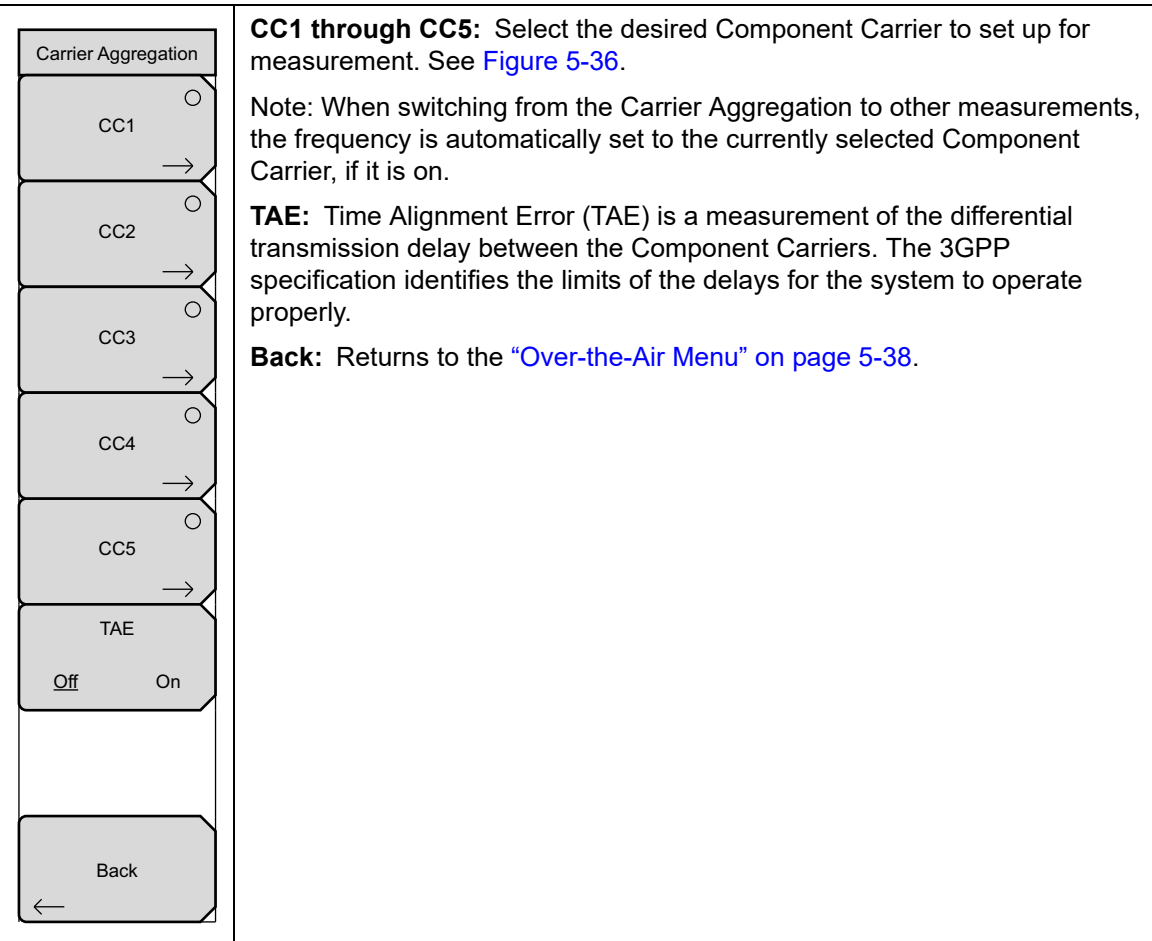 Carrier Aggregation
CC1
CC2
CC3
CC4
CC5
TAE
Off On
Back
CC1 through CC5: Select the desired Component Carrier to set up for
measurement. See Figure 5-36.
Note: When switching from the Carrier Aggregation to other measurements,
the frequency is automatically set to the currently selected Component
Carrier, if it is on.
TAE: Time Alignment Error (TAE) is a measurement of the differential
transmission delay between the Component Carriers. The 3GPP
specification identifies the limits of the delays for the system to operate
properly.
Back: Returns to the “Over-the-Air Menu” on page 5-38.